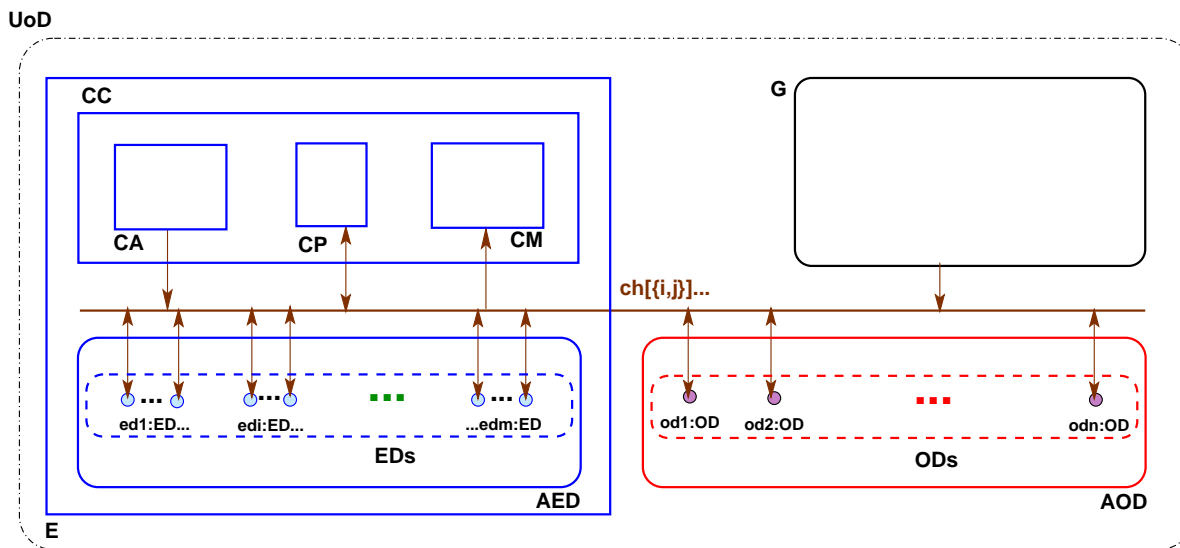 UoD
CC
G
CA
CP
CM
ch[{i,j}]...
ed1:ED...
edi:ED...
...edm:ED
od1:OD
od2:OD
odn:OD
EDs
ODs
AED
AOD
E